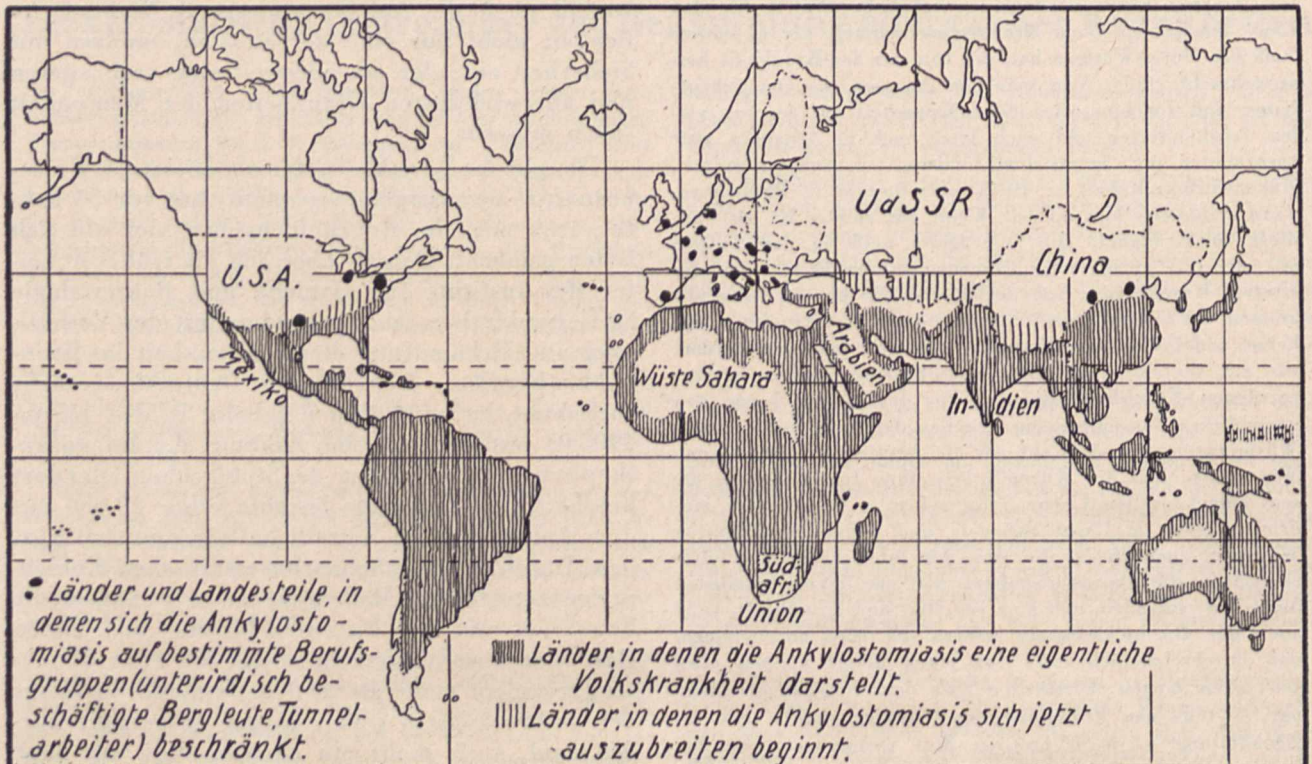 UdSSR
U.S.A.
China
Mexiko
Wüste Sahara
Arabien
In-dien
Süd-
afr.
Union
Länder und Landesteile, in
denen sich die Ankylosto-
miasis auf bestimmte Berufs-
gruppen (unterirdisch be-
schäftigte Bergleute, Tunnel-
arbeiter) beschränkt.
Länder, in denen die Ankylostomiasis eine eigentliche
Volkskrankheit darstellt.
Länder, in denen die Ankylostomiasis sich jetzt
auszubreiten beginnt.